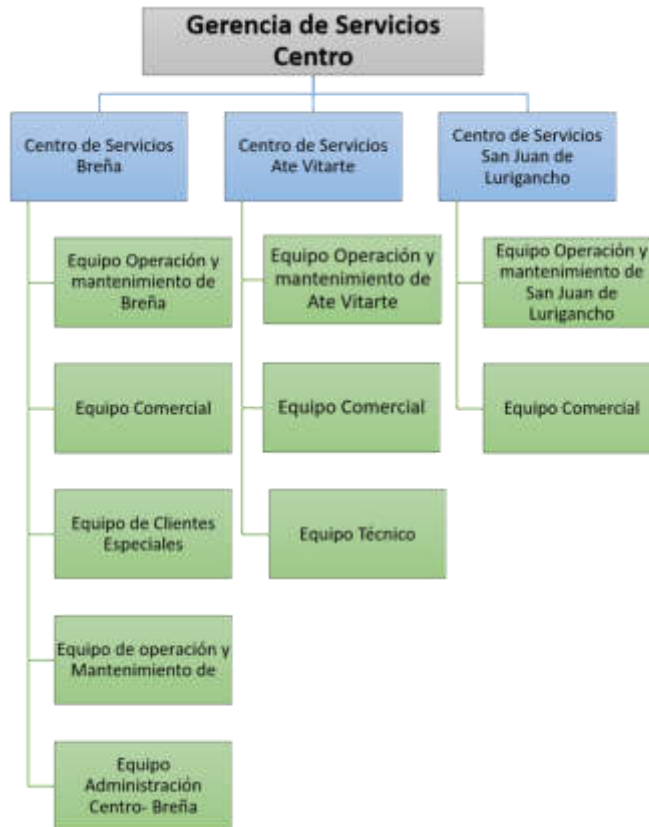 Gerencia de Servicios
Centro
Centro de Servicios
Breña
Centro de Servicios
Ate Vitarte
Centro de Servicios
San Juan de
Lurigancho
Equipo Operación y
mantenimiento de
Breña
Equipo Operación y
mantenimiento de
Ate Vitarte
Equipo Operación y
mantenimiento de
San Juan de
Lurigancho
Equipo Comercial
Equipo Comercial
Equipo Comercial
Equipo de Clientes
Especiales
Equipo Técnico
Equipo de operación y
Mantenimiento de
Equipo
Administración
Centro- Breña